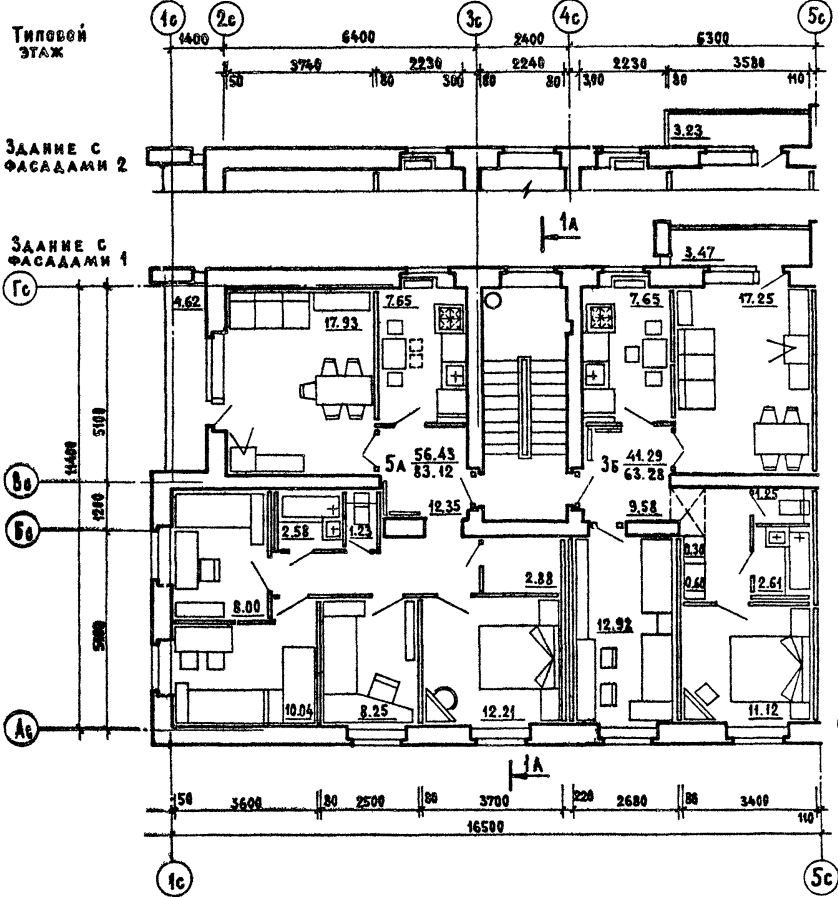 1с 2с 3с 4с 5с
Типовой
этаж
1400 6400 2400 6300
3740 2230 2240 2230 3580
50 80 300 80 80 300 80 110
3.23
Здание с
фасадами 2
1А
Здание с
фасадами 1
3.47
Гс
4.62 17.93 7.65 7.65 17.25
5100
11400
5А 56.43
83.12
3Б 41.29
63.28
Вс
12.35 9.58 1.25
1200
Бс
2.58 1.23
0.30
2.88 0.60 2.61
8.00
5000
12.92
10.04 8.25 12.21 11.12
Ас
1А
50 3600 80 2500 80 3700 220 2680 80 3400
110
16500
1с 5с